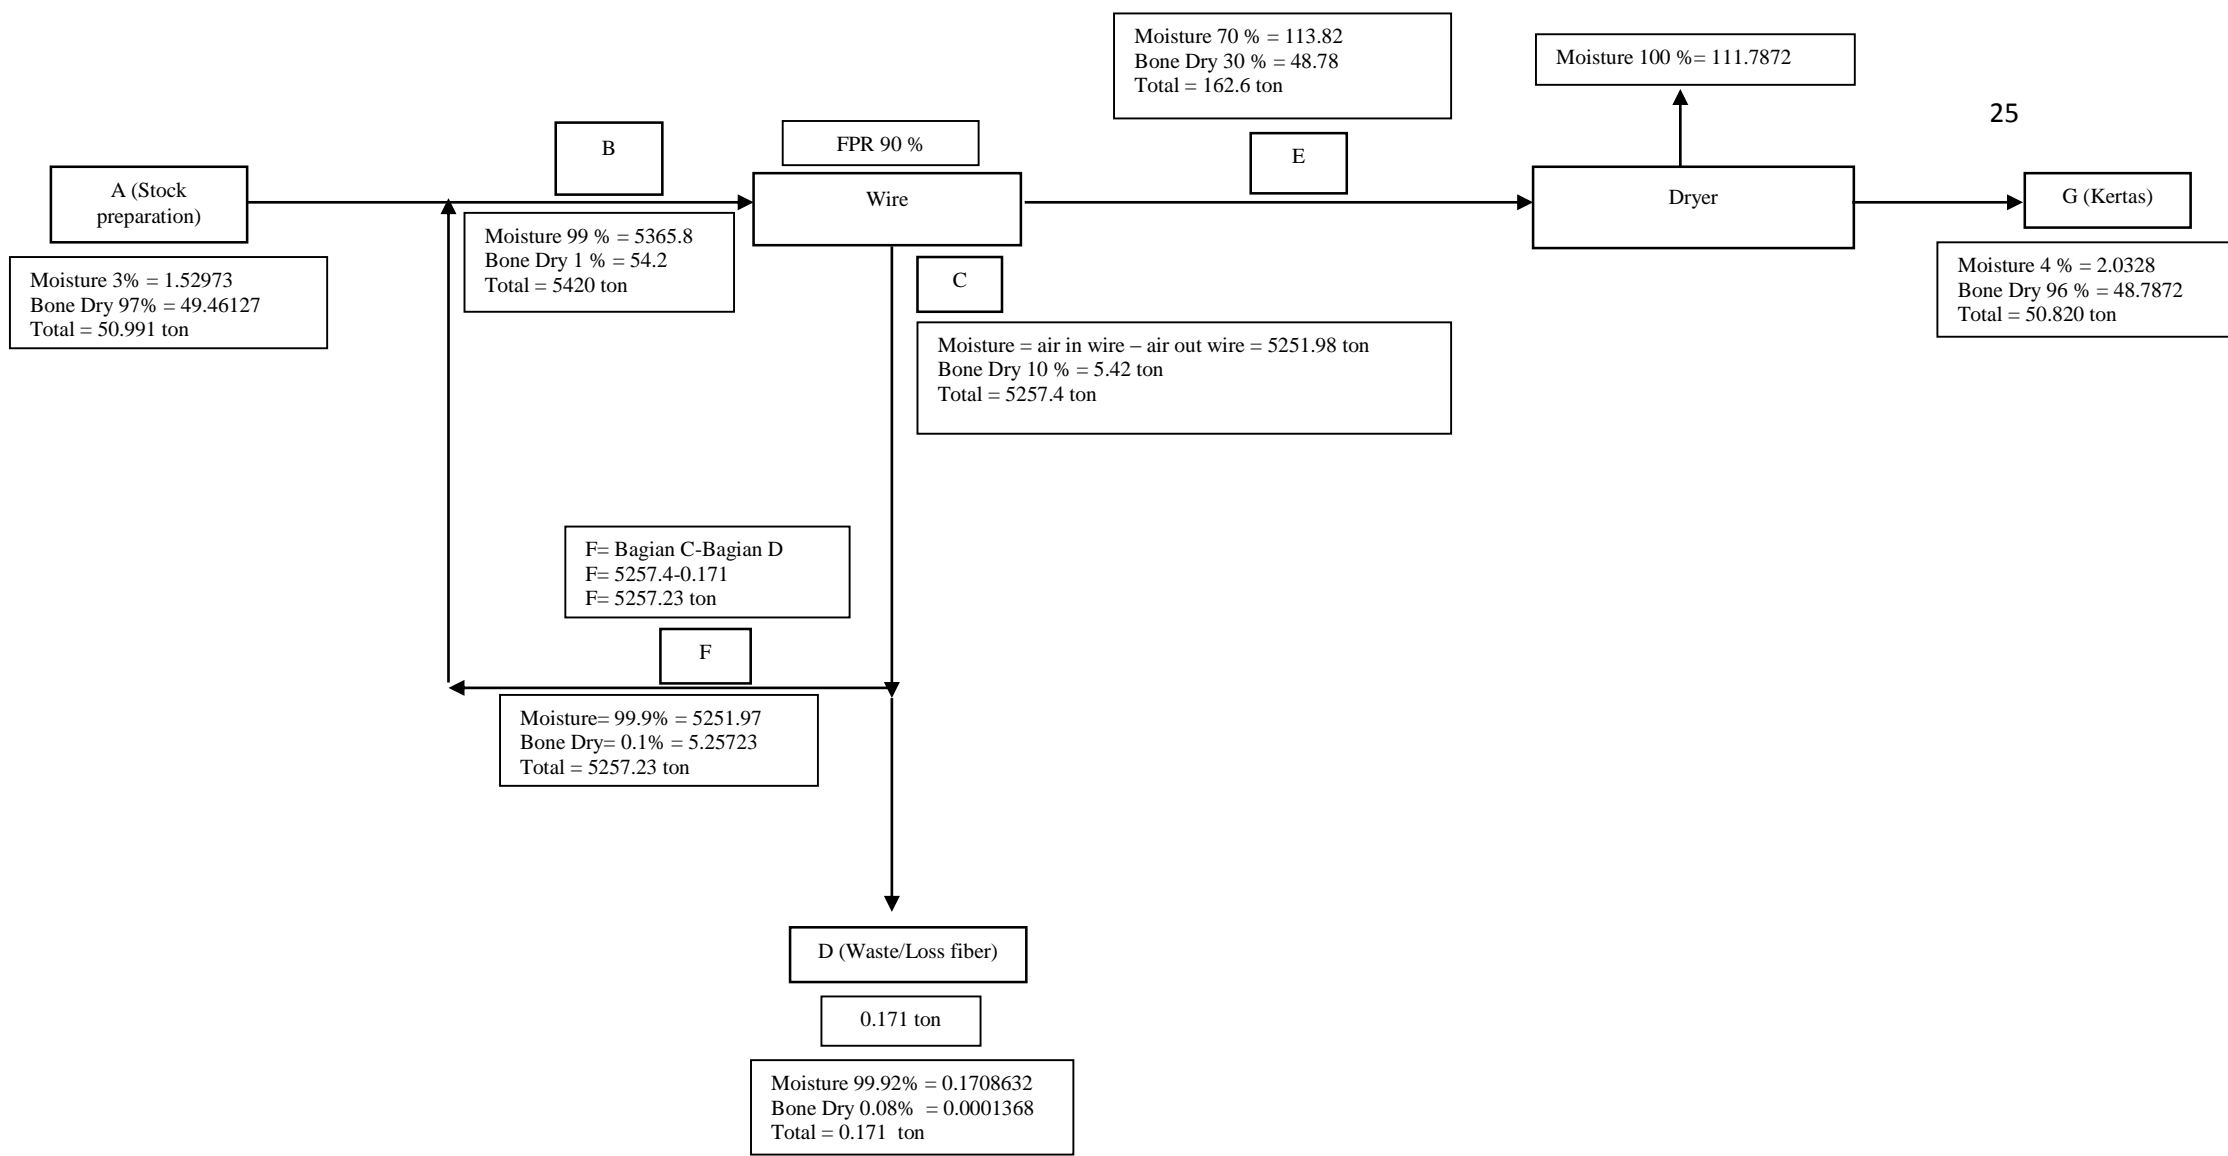 Moisture 70 % = 113.82
Bone Dry 30 % = 48.78
Total = 162.6 ton
Moisture 100 %= 111.7872
25
B
FPR 90 %
E
A (Stock
preparation)
Wire
Dryer
G (Kertas)
Moisture 3% = 1.52973
Bone Dry 97% = 49.46127
Total = 50.991 ton
Moisture 99 % = 5365.8
Bone Dry 1 % = 54.2
Total = 5420 ton
C
Moisture 4 % = 2.0328
Bone Dry 96 % = 48.7872
Total = 50.820 ton
Moisture = air in wire – air out wire = 5251.98 ton
Bone Dry 10 % = 5.42 ton
Total = 5257.4 ton
F= Bagian C-Bagian D
F= 5257.4-0.171
F= 5257.23 ton
F
Moisture= 99.9% = 5251.97
Bone Dry= 0.1% = 5.25723
Total = 5257.23 ton
D (Waste/Loss fiber)
0.171 ton
Moisture 99.92% = 0.1708632
Bone Dry 0.08%  = 0.0001368
Total = 0.171  ton